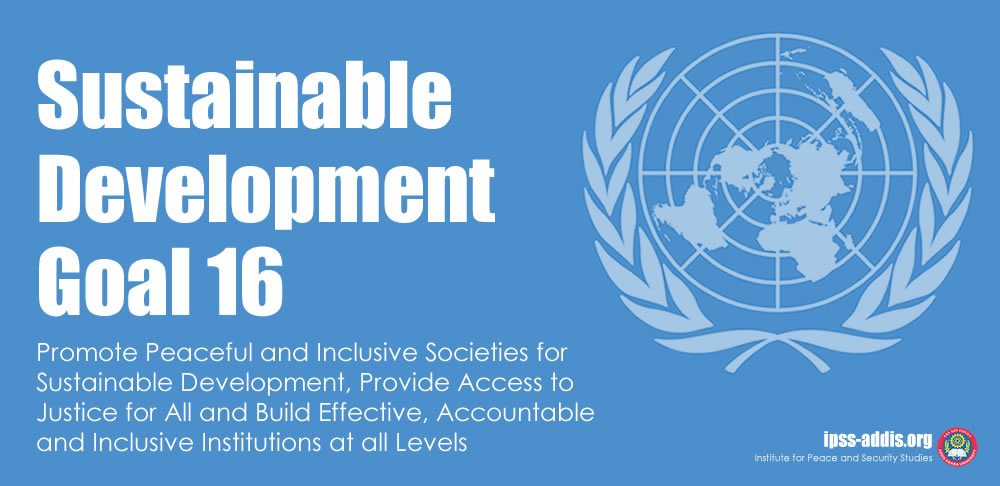 Sustainable
Development
Goal 16
Promote Peaceful and Inclusive Societies for
Sustainable Development, Provide Access to
Justice for All and Build Effective, Accountable
and Inclusive Institutions at all Levels
ipss-addis.org
Institute for Peace and Security Studies